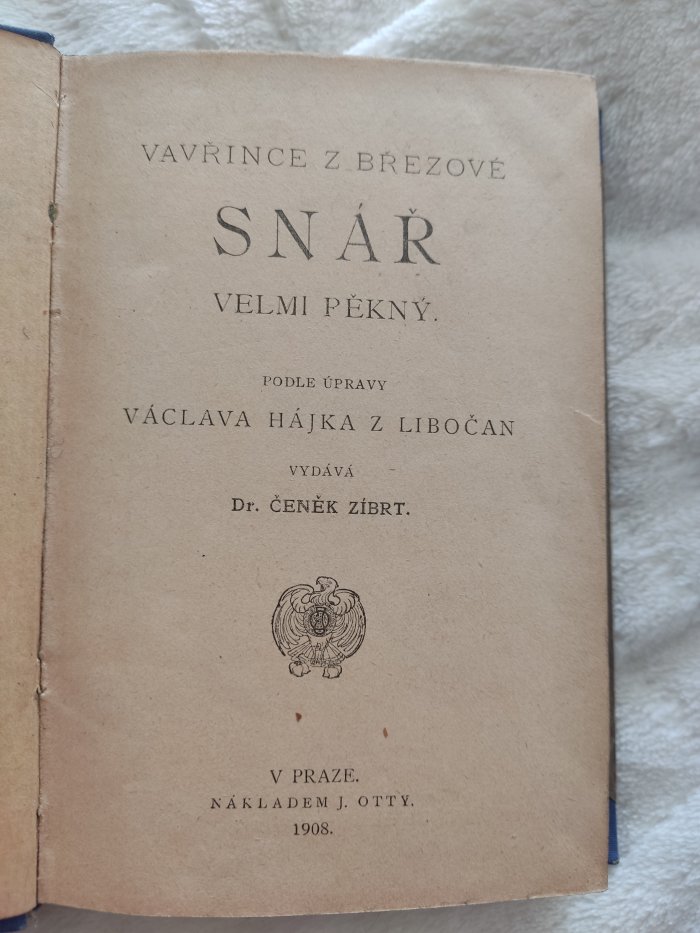 VAVŘINCE Z BŘEZOVÉ
SNÁŘ
VELMI PĚKNÝ.
PODLE ÚPRAVY
VÁCLAVA HÁJKA Z LIBOČAN
VYDÁVÁ
Dr. ČENĚK ZÍBRT.
V PRAZE.
NÁKLADEM J. OTTY.
1908.